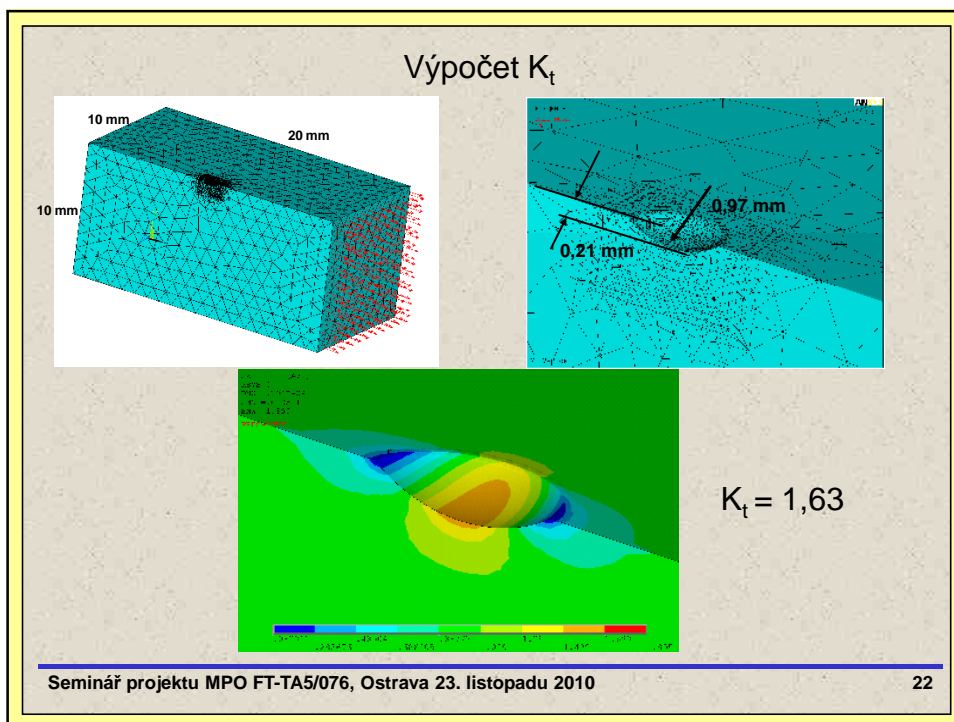 Výpočet Kt
10 mm
20 mm
10 mm
0,97 mm
0,21 mm
Kt = 1,63
Seminář projektu MPO FT-TA5/076, Ostrava 23. listopadu 2010
22